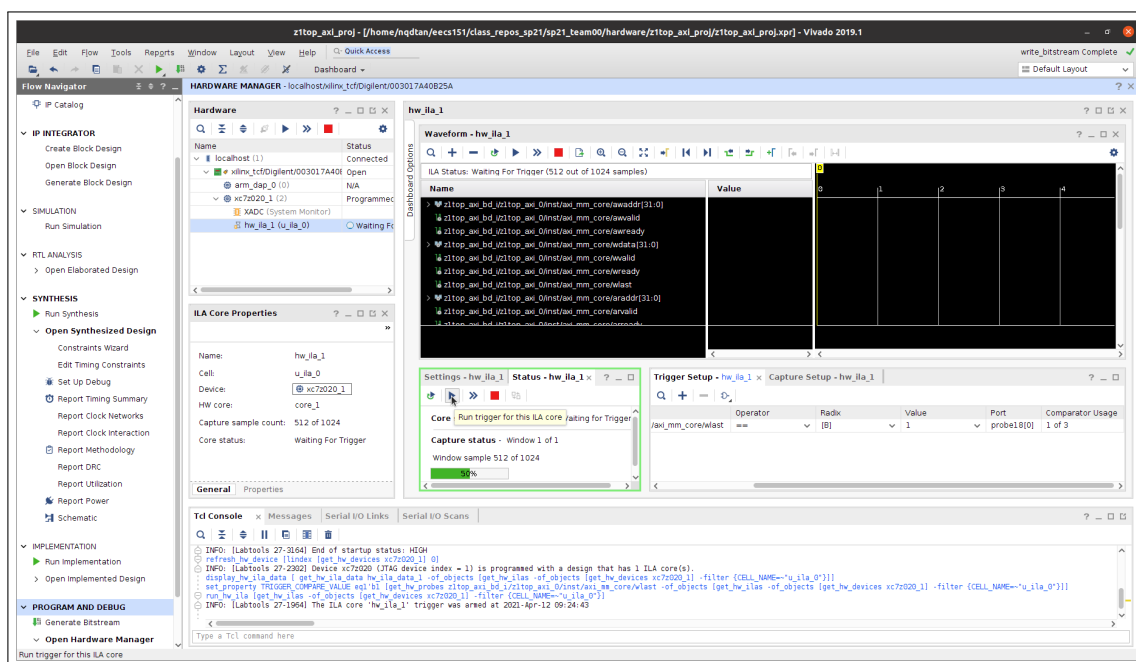 z1top_axi_proj - [/home/nqdtan/eecs151/class_repos_sp21/sp21_team00/hardware/z1top_axi_proj/z1top_axi_proj.xpr] - Vivado 2019.1
File Edit Flow Tools Reports Window Layout View Help Quick Access
write_bitstream Complete
Dashboard
Default Layout
Flow Navigator
HARDWARE MANAGER - localhost/xilinx_tcf/Digilent/003017A40B25A
IP Catalog
IP INTEGRATOR
Create Block Design
Open Block Design
Generate Block Design
SIMULATION
Run Simulation
RTL ANALYSIS
Open Elaborated Design
SYNTHESIS
Run Synthesis
Open Synthesized Design
Constraints Wizard
Edit Timing Constraints
Set Up Debug
Report Timing Summary
Report Clock Networks
Report Clock Interaction
Report Methodology
Report DRC
Report Utilization
Report Power
Schematic
IMPLEMENTATION
Run Implementation
Open Implemented Design
PROGRAM AND DEBUG
Generate Bitstream
Open Hardware Manager
Run trigger for this ILA core
Hardware
Name Status
localhost (1) Connected
xilinx_tcf/Digilent/003017A40B Open
arm_dap_0 (0) N/A
xc7z020_1 (2) Programmed
XADC (System Monitor)
hw_ila_1 (u_ila_0) Waiting Fo
ILA Core Properties
Name: hw_ila_1
Cell: u_ila_0
Device: xc7z020_1
HW core: core_1
Capture sample count: 512 of 1024
Core status: Waiting For Trigger
General Properties
hw_ila_1
Dashboard Options
Waveform - hw_ila_1
ILA Status: Waiting For Trigger (512 out of 1024 samples)
Name Value
0
0 1 2 3 4
z1top_axi_bd_i/z1top_axi_0/inst/axi_mm_core/awaddr[31:0]
z1top_axi_bd_i/z1top_axi_0/inst/axi_mm_core/awvalid
z1top_axi_bd_i/z1top_axi_0/inst/axi_mm_core/awready
z1top_axi_bd_i/z1top_axi_0/inst/axi_mm_core/wdata[31:0]
z1top_axi_bd_i/z1top_axi_0/inst/axi_mm_core/wvalid
z1top_axi_bd_i/z1top_axi_0/inst/axi_mm_core/wready
z1top_axi_bd_i/z1top_axi_0/inst/axi_mm_core/wlast
z1top_axi_bd_i/z1top_axi_0/inst/axi_mm_core/araddr[31:0]
z1top_axi_bd_i/z1top_axi_0/inst/axi_mm_core/arvalid
z1top_axi_bd_i/z1top_axi_0/inst/axi_mm_core/arready
Settings - hw_ila_1 Status - hw_ila_1
Core Run trigger for this ILA core Waiting for Trigger
Capture status - Window 1 of 1
Window sample 512 of 1024
50%
Trigger Setup - hw_ila_1 Capture Setup - hw_ila_1
Operator Radix Value Port Comparator Usage
/axi_mm_core/wlast == [B] 1 probe18[0] 1 of 3
Tcl Console Messages Serial I/O Links Serial I/O Scans
INFO: [Labtools 27-3164] End of startup status: HIGH
refresh_hw_device [lindex [get_hw_devices xc7z020_1] 0]
INFO: [Labtools 27-2302] Device xc7z020 (JTAG device index = 1) is programmed with a design that has 1 ILA core(s).
display_hw_ila_data [ get_hw_ila_data hw_ila_data_1 -of_objects [get_hw_ilas -of_objects [get_hw_devices xc7z020_1] -filter {CELL_NAME=~"u_ila_0"}]]
set_property TRIGGER_COMPARE_VALUE eq1'b1 [get_hw_probes z1top_axi_bd_i/z1top_axi_0/inst/axi_mm_core/wlast -of_objects [get_hw_ilas -of_objects [get_hw_devices xc7z020_1] -filter {CELL_NAME=~"u_ila_0"}]]
run_hw_ila [get_hw_ilas -of_objects [get_hw_devices xc7z020_1] -filter {CELL_NAME=~"u_ila_0"}]
INFO: [Labtools 27-1964] The ILA core 'hw_ila_1' trigger was armed at 2021-Apr-12 09:24:43
Type a Tcl command here